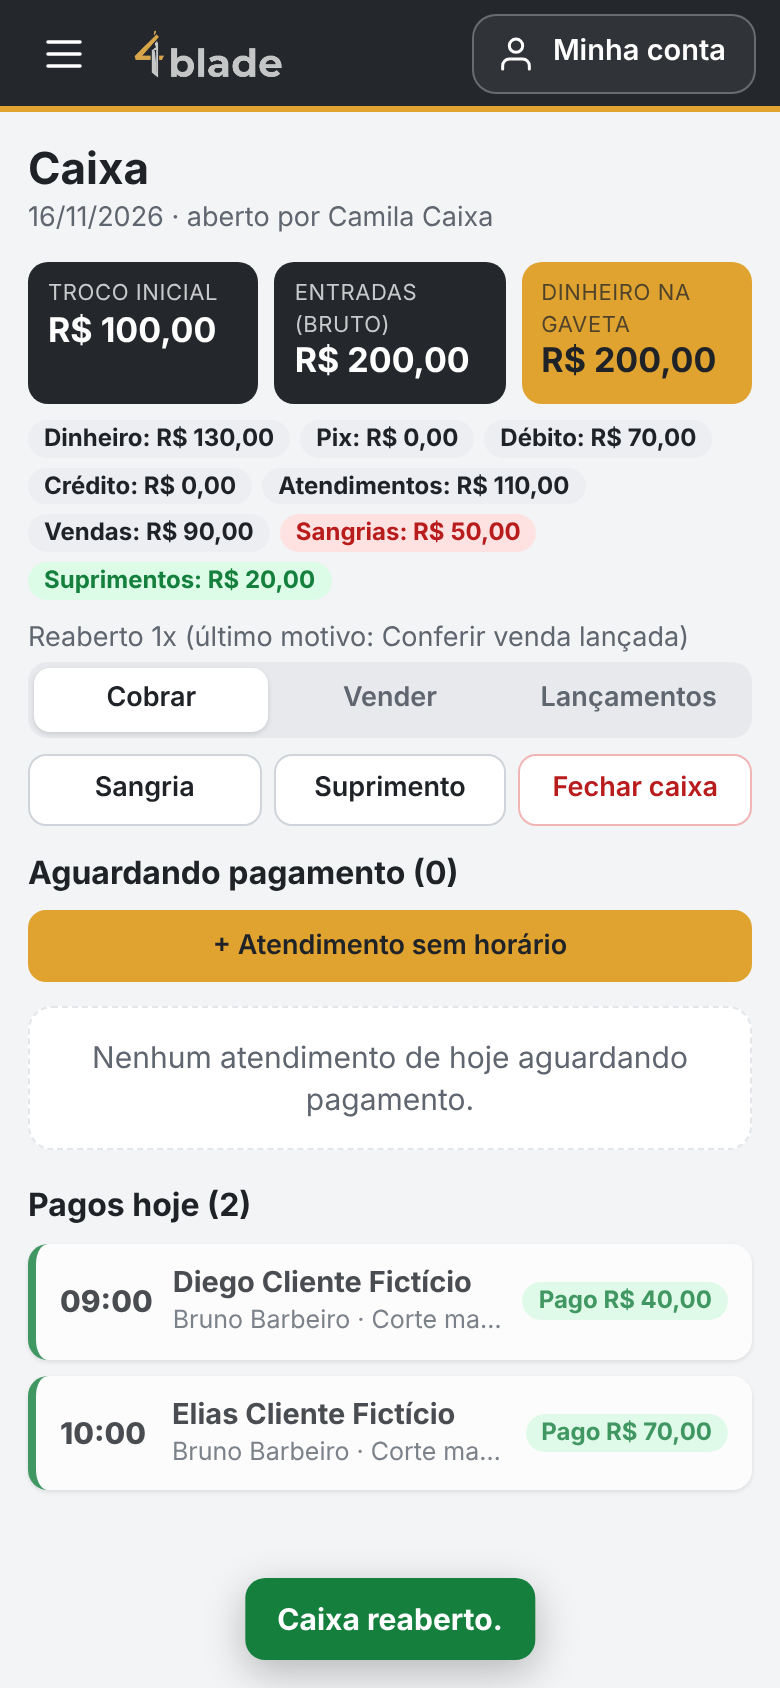 4blade
Minha conta
Caixa
16/11/2026 · aberto por Camila Caixa
TROCO INICIAL
R$ 100,00
ENTRADAS
(BRUTO)
R$ 200,00
DINHEIRO NA
GAVETA
R$ 200,00
Dinheiro: R$ 130,00
Pix: R$ 0,00
Débito: R$ 70,00
Crédito: R$ 0,00
Atendimentos: R$ 110,00
Vendas: R$ 90,00
Sangrias: R$ 50,00
Suprimentos: R$ 20,00
Reaberto 1x (último motivo: Conferir venda lançada)
Cobrar
Vender
Lançamentos
Sangria
Suprimento
Fechar caixa
Aguardando pagamento (0)
+ Atendimento sem horário
Nenhum atendimento de hoje aguardando
pagamento.
Pagos hoje (2)
09:00
Diego Cliente Fictício
Bruno Barbeiro · Corte ma...
Pago R$ 40,00
10:00
Elias Cliente Fictício
Bruno Barbeiro · Corte ma...
Pago R$ 70,00
Caixa reaberto.